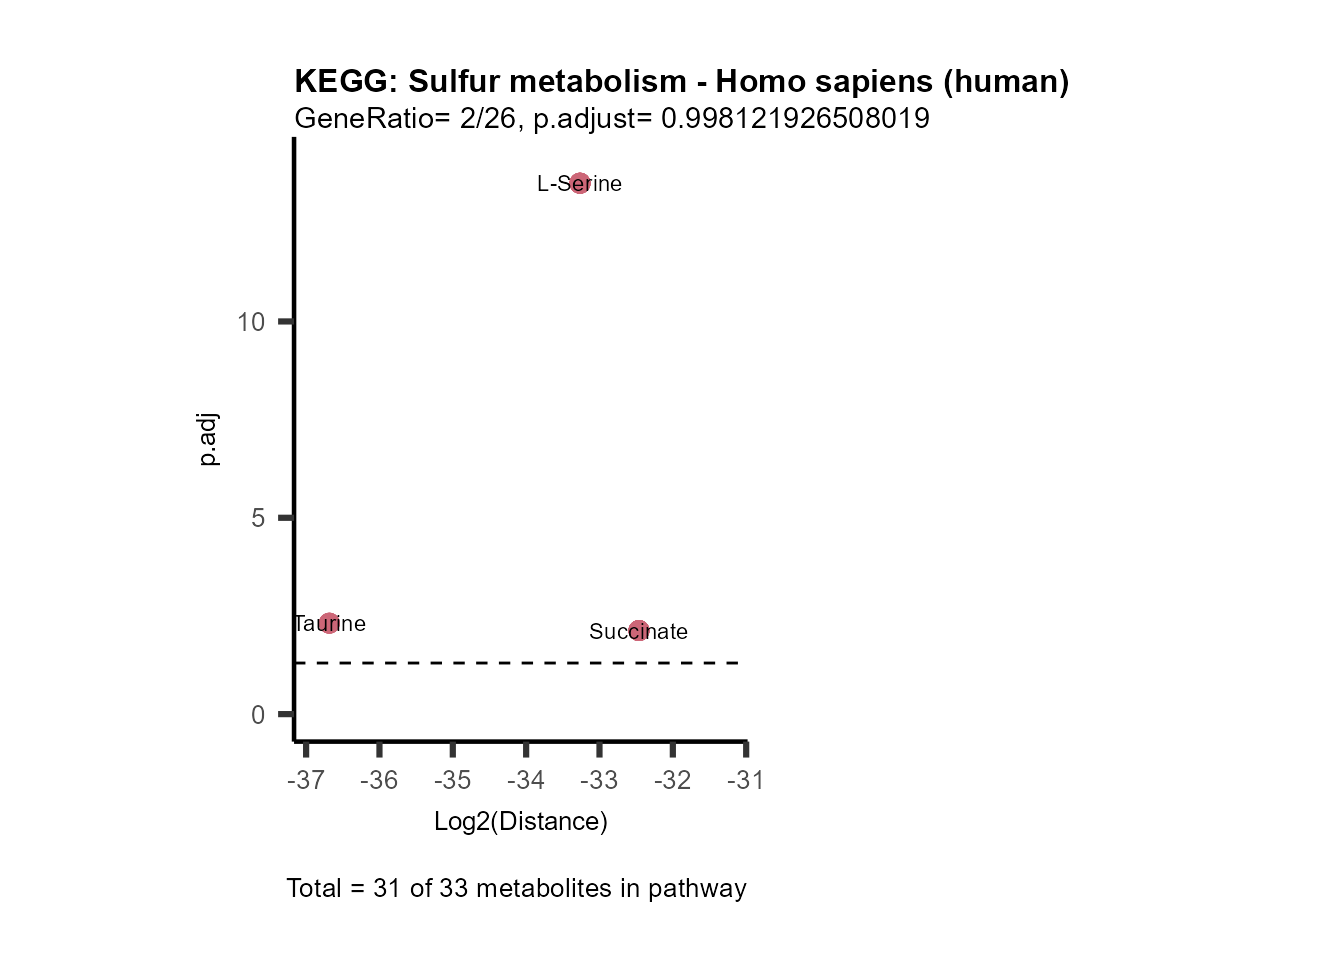 KEGG: Sulfur metabolism - Homo sapiens (human)
GeneRatio= 2/26, p.adjust= 0.998121926508019
L-Serine
10
p.adj
5
Taurine
Succinate
0
-37 -36 -35 -34 -33 -32 -31
Log2(Distance)
Total = 31 of 33 metabolites in pathway